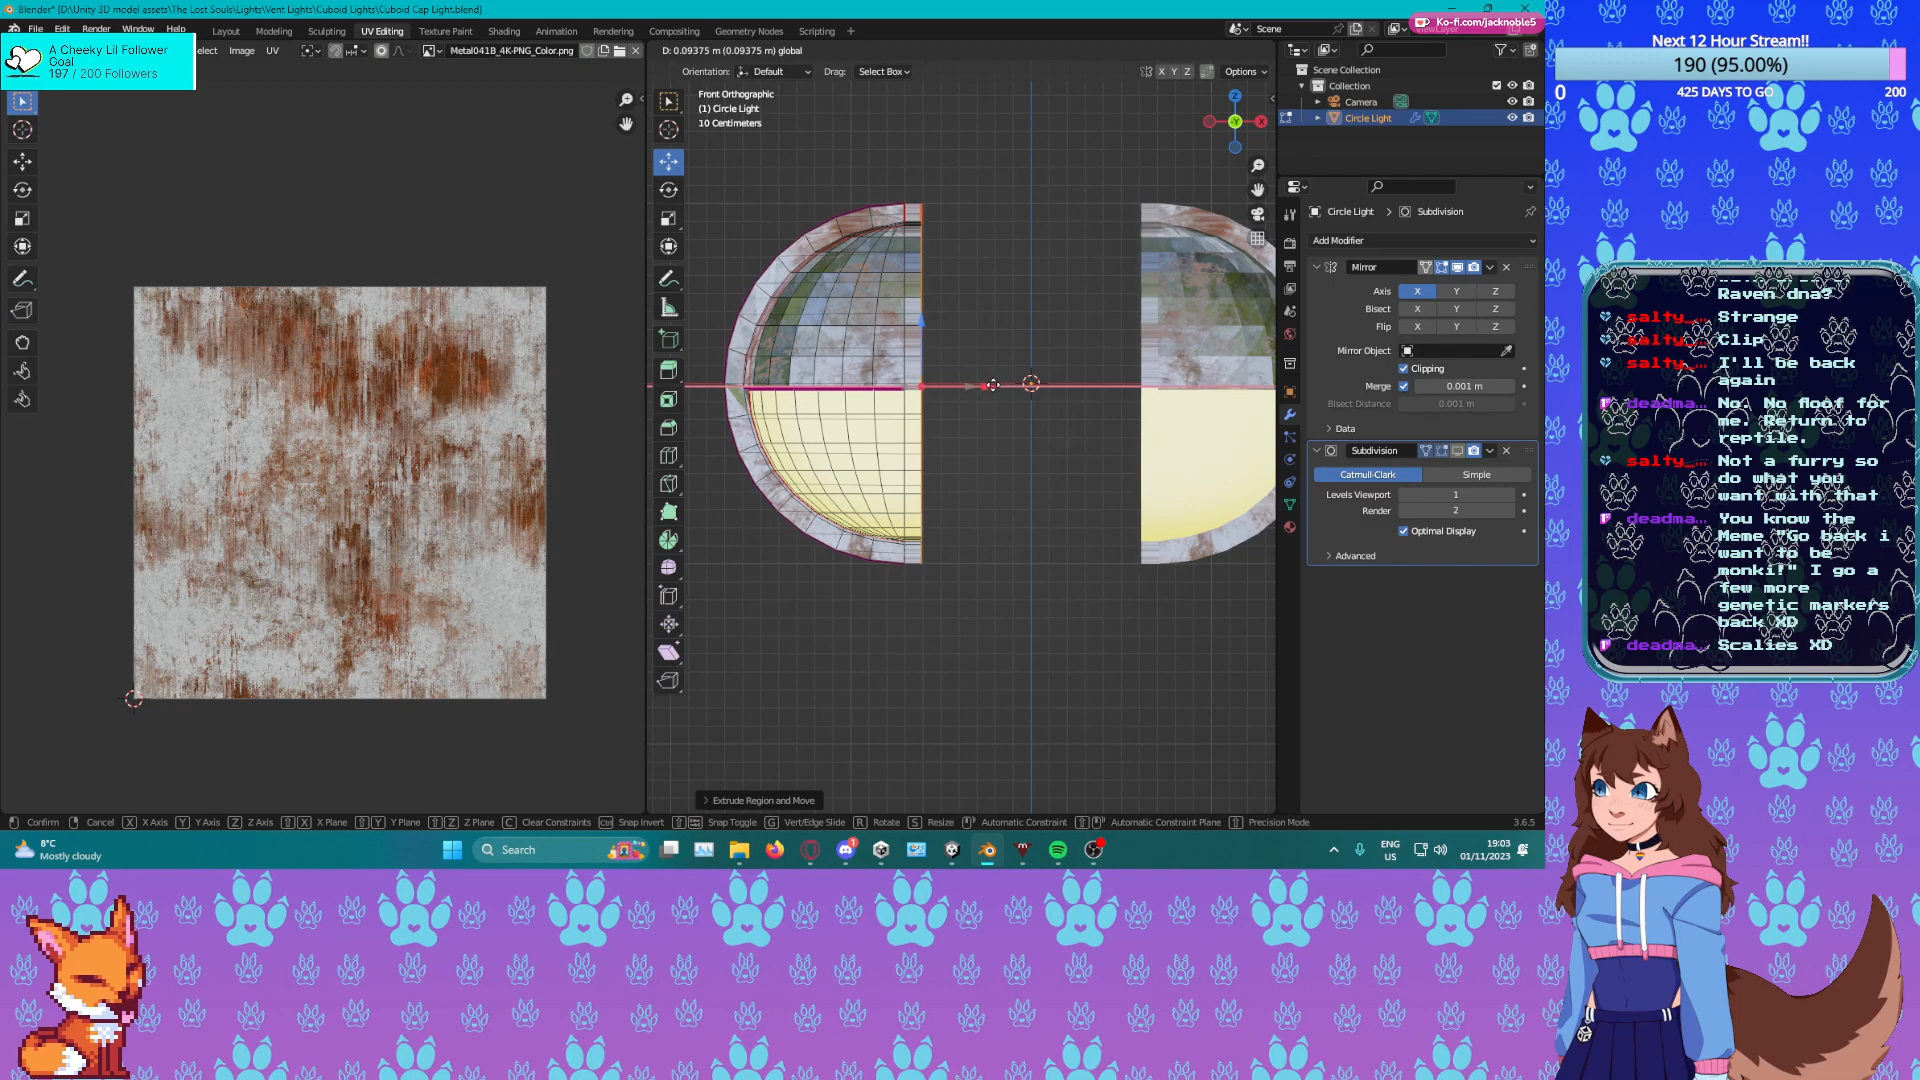 Blender* [D:\Unity 3D model assets\The Lost Souls\Lights\Vent Lights\Cuboid Lights\Cuboid Cap Light.blend]
Ko-fi.com/jacknoble5
File Edit Render Window Help Layout Modeling Sculpting UV Editing Texture Paint Shading Animation Rendering Compositing Geometry Nodes Scripting +
Scene
ViewLayer
A Cheeky Lil Follower
Goal
197 / 200 Followers
Image UV
Metal041B_4K-PNG_Color.png
D: 0.09375 m (0.09375 m) global
Orientation: Default Drag: Select Box
X Y Z Options
Front Orthographic
(1) Circle Light
10 Centimeters
Z
-Y
X
Scene Collection
Collection
Camera
Circle Light
Circle Light > Subdivision
Add Modifier
Mirror
Axis X Y Z
Bisect X Y Z
Flip X Y Z
Mirror Object
Clipping
Merge 0.001 m
Bisect Distance 0.001 m
Data
Subdivision
Catmull-Clark Simple
Levels Viewport 1
Render 2
Optimal Display
Advanced
Extrude Region and Move
Confirm Cancel X X Axis Y Y Axis Z Z Axis X X Plane Y Y Plane Z Z Plane C Clear Constraints Ctrl Snap Invert Snap Toggle G Vert/Edge Slide R Rotate S Resize Automatic Constraint Automatic Constraint Plane Precision Mode
3.6.5
8°C
Mostly cloudy
Search
1
ENG
US
19:03
01/11/2023
Next 12 Hour Stream!!
190 (95.00%)
0 425 DAYS TO GO 200
Raven dna?
salty_... Strange
salty_... Clip
salty_... I'll be back
again
deadma... No. No floof for
me. Return to
reptile.
salty_... Not a furry so
do what you
want with that
deadma... You know the
Meme "Go back i
want to be
monki!" I go a
few more
genetic markers
back XD
deadma... Scalies XD